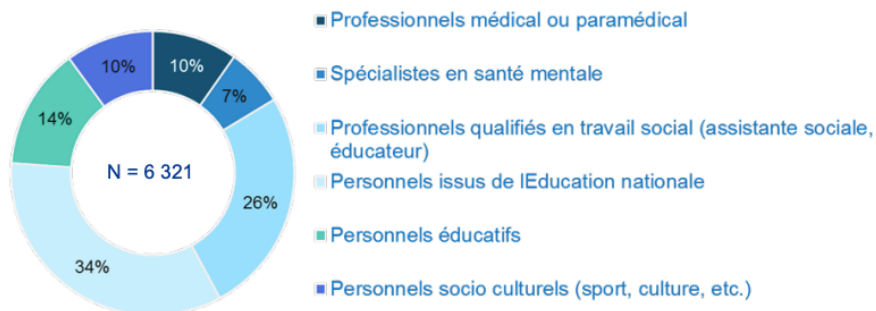 Professionnels médical ou paramédical
10%
10%
Spécialistes en santé mentale
7%
14%
Professionnels qualifiés en travail social (assistante sociale,
éducateur)
N = 6 321
Personnels issus de lEducation nationale
26%
Personnels éducatifs
34%
Personnels socio culturels (sport, culture, etc.)